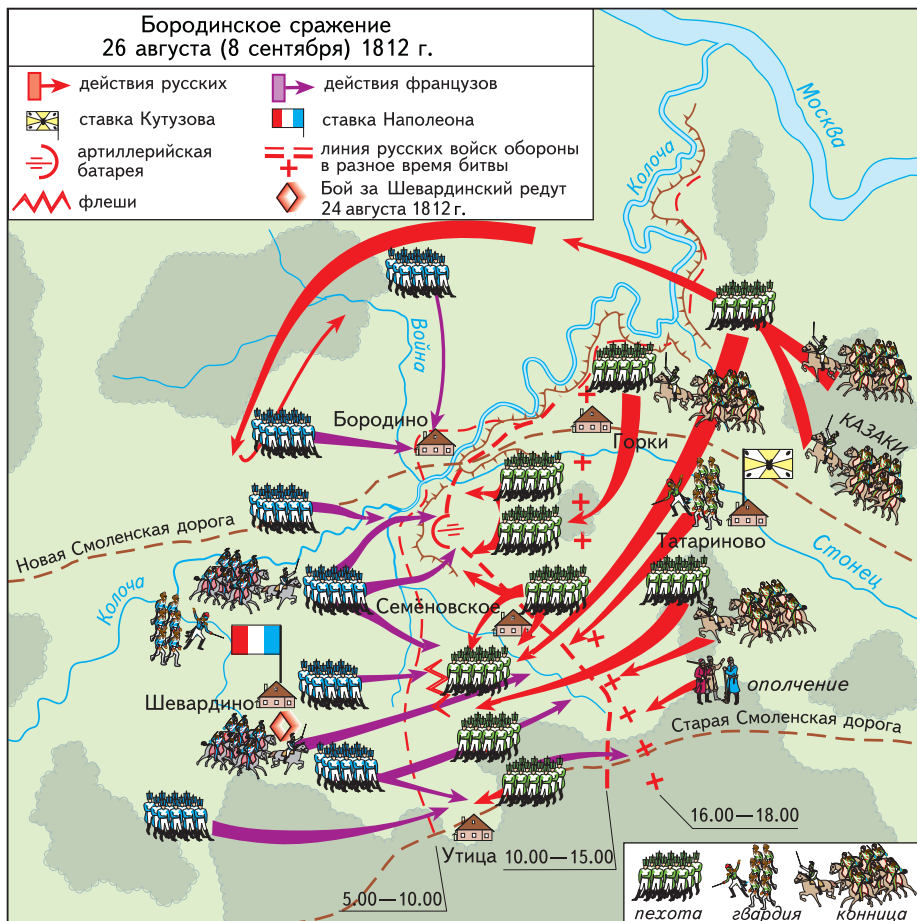 Бородинское сражение
26 августа (8 сентября) 1812 г.
действия русских
действия французов
ставка Кутузова
ставка Наполеона
артиллерийская
батарея
линия русских войск обороны
в разное время битвы
флеши
Бой за Шевардинский редут
24 августа 1812 г.
Москва
Колоча
Война
Бородино
Горки
КАЗАКИ
Новая Смоленская дорога
Татариново
Стонец
Колоча
Семёновское
Шевардино
ополчение
Старая Смоленская дорога
Утица
5.00—10.00
10.00—15.00
16.00—18.00
пехота
гвардия
конница